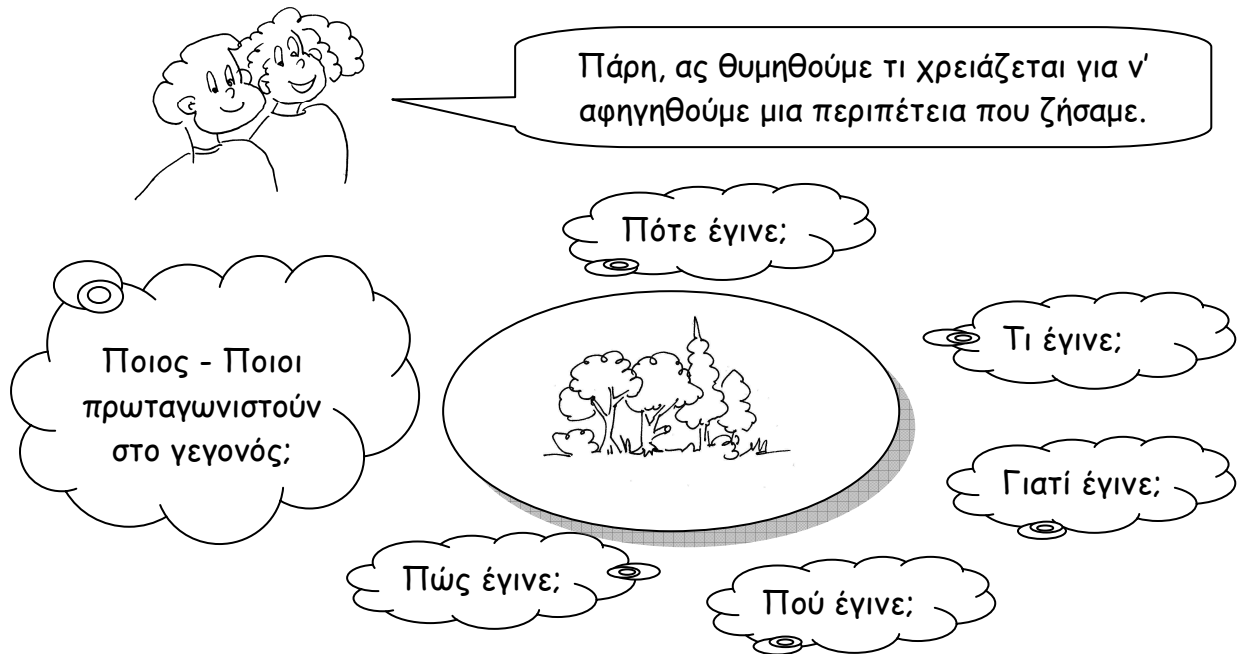 Πάρη, ας θυμηθούμε τι χρειάζεται για ν'
αφηγηθούμε μια περιπέτεια που ζήσαμε.
Πότε έγινε;
Ποιος - Ποιοι
πρωταγωνιστούν
στο γεγονός;
Τι έγινε;
Γιατί έγινε;
Πώς έγινε;
Πού έγινε;